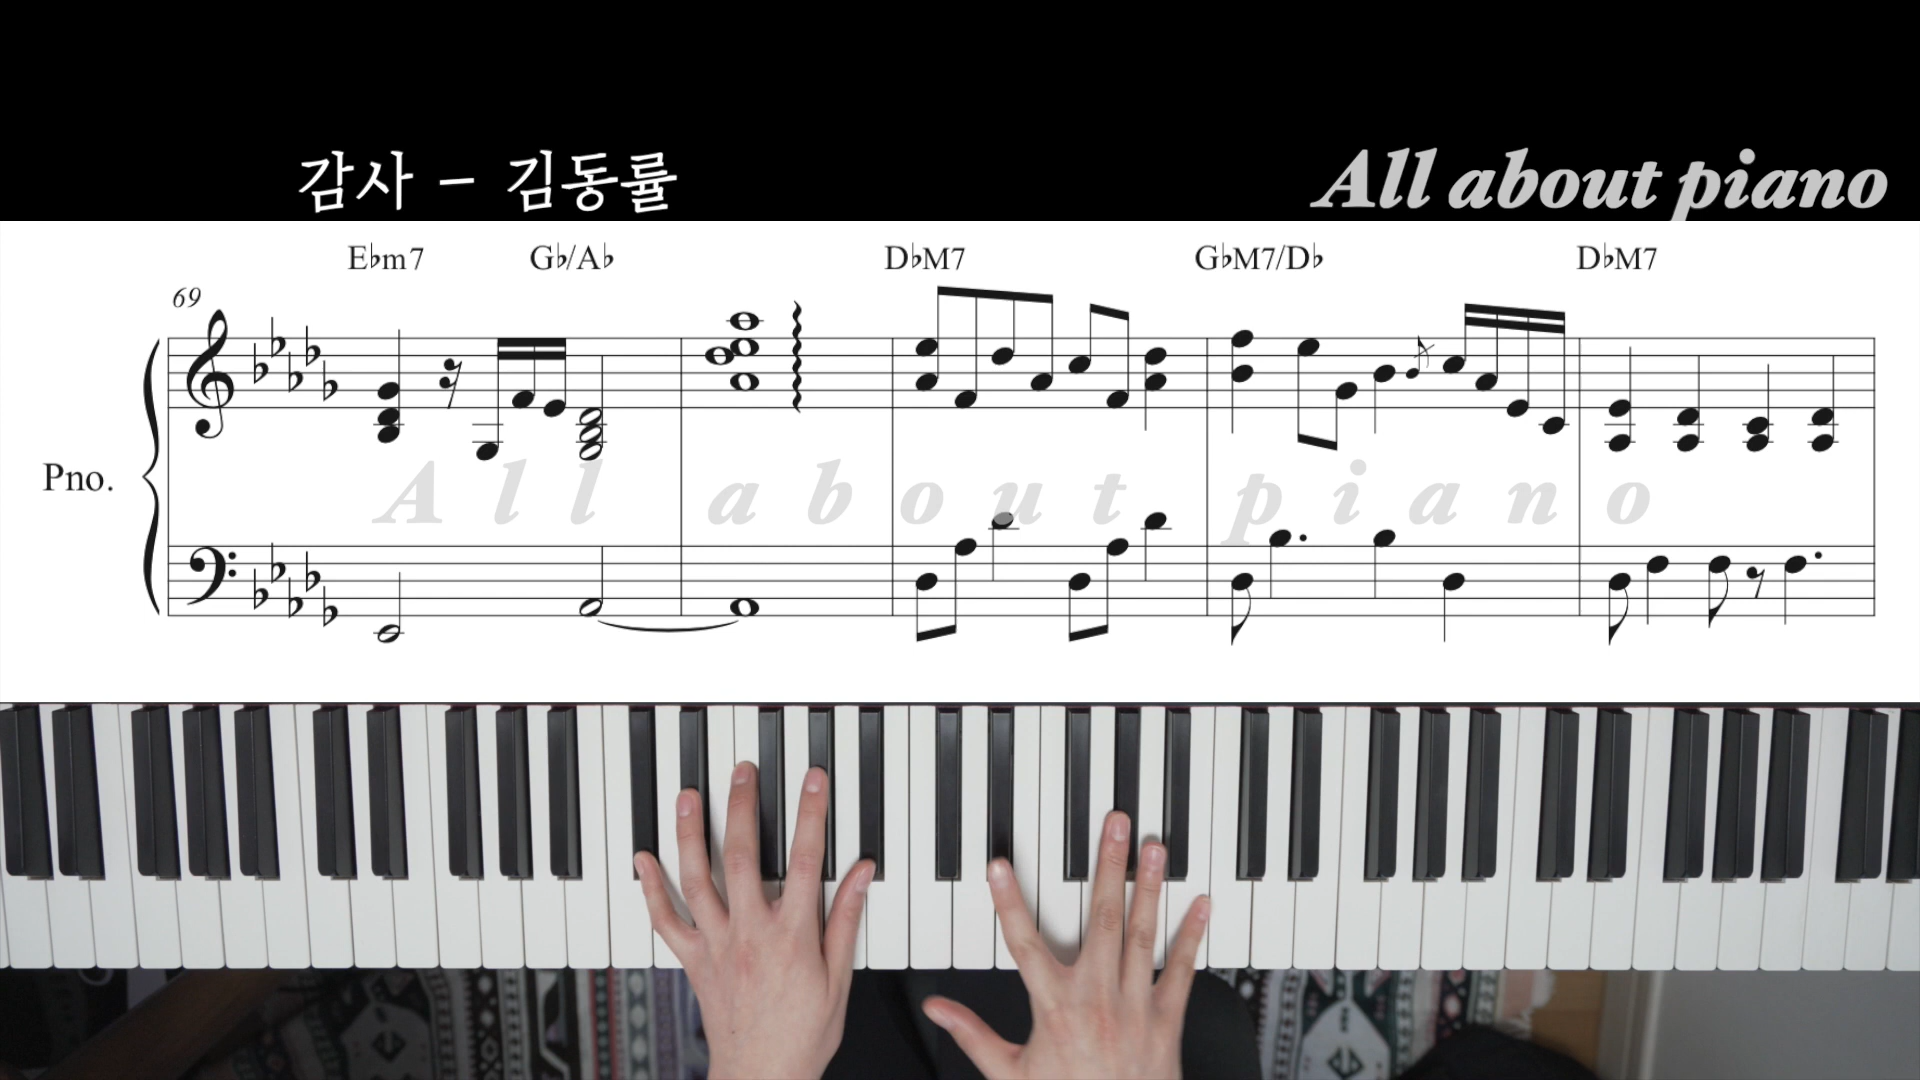 감사 - 김동률
All about piano
E♭m7 G♭/A♭ D♭M7 G♭M7/D♭ D♭M7
69
Pno.
All about piano